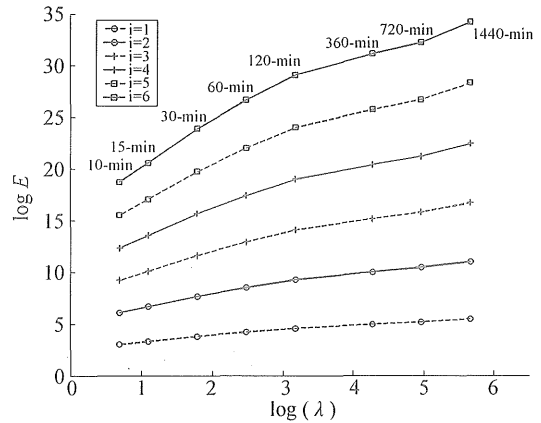 35
30
25
20
15
10
5
0
log E
i=1
i=2
i=3
i=4
i=5
i=6
10-min
15-min
30-min
60-min
120-min
360-min
720-min
1440-min
0 1 2 3 4 5 6
log ( λ )